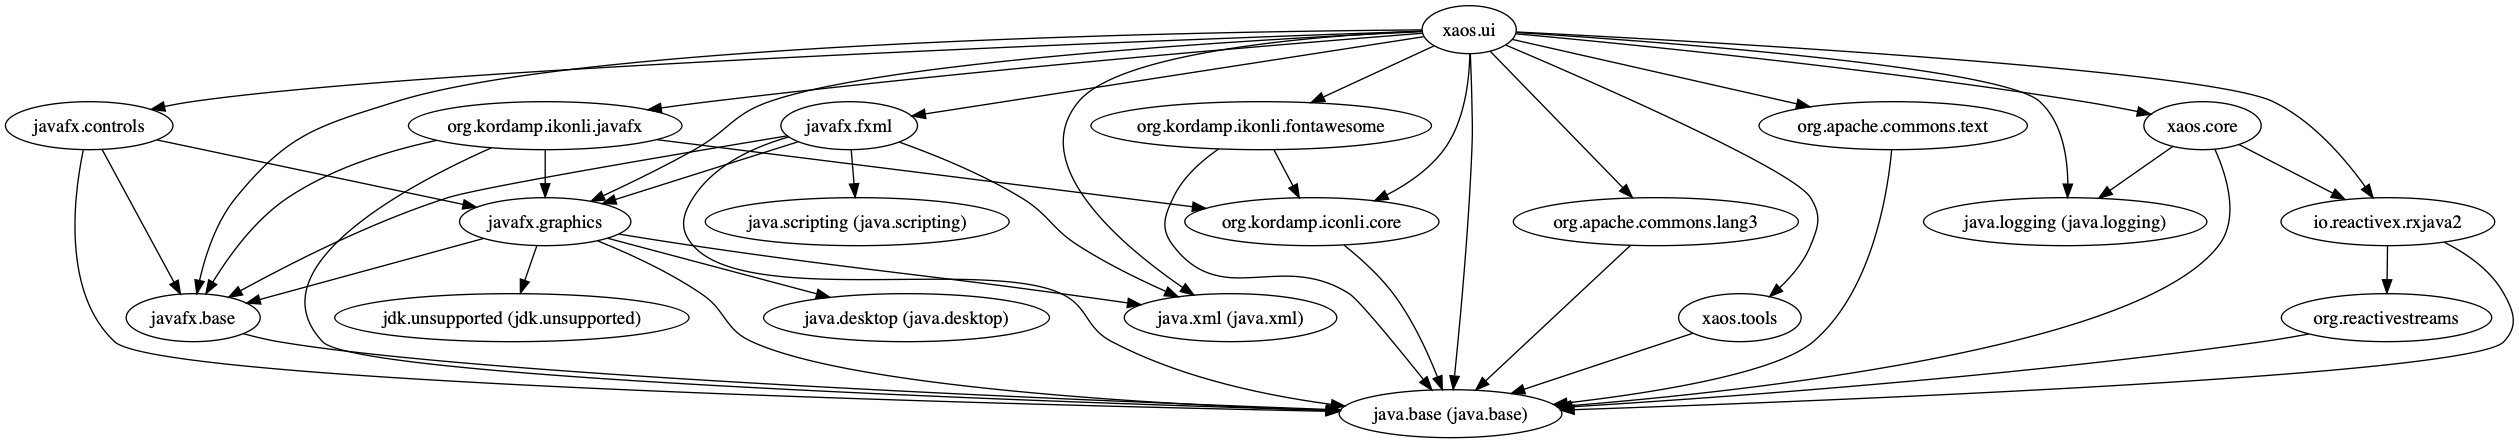 xaos.ui
javafx.controls
org.kordamp.ikonli.javafx
javafx.fxml
org.kordamp.ikonli.fontawesome
org.apache.commons.text
xaos.core
javafx.graphics
java.scripting (java.scripting)
org.kordamp.iconli.core
org.apache.commons.lang3
java.logging (java.logging)
io.reactivex.rxjava2
javafx.base
jdk.unsupported (jdk.unsupported)
java.desktop (java.desktop)
java.xml (java.xml)
xaos.tools
org.reactivestreams
java.base (java.base)